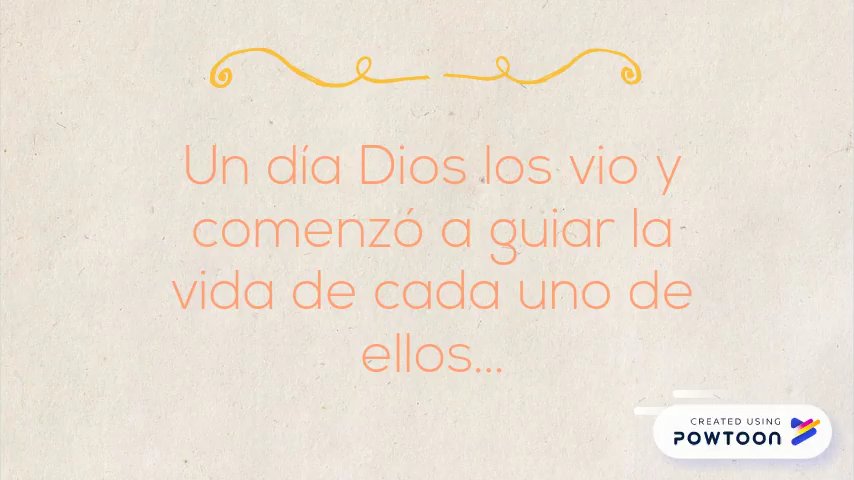 Un día Dios los vio y
comenzó a guiar la
vida de cada uno de
ellos...
CREATED USING
POWTOON